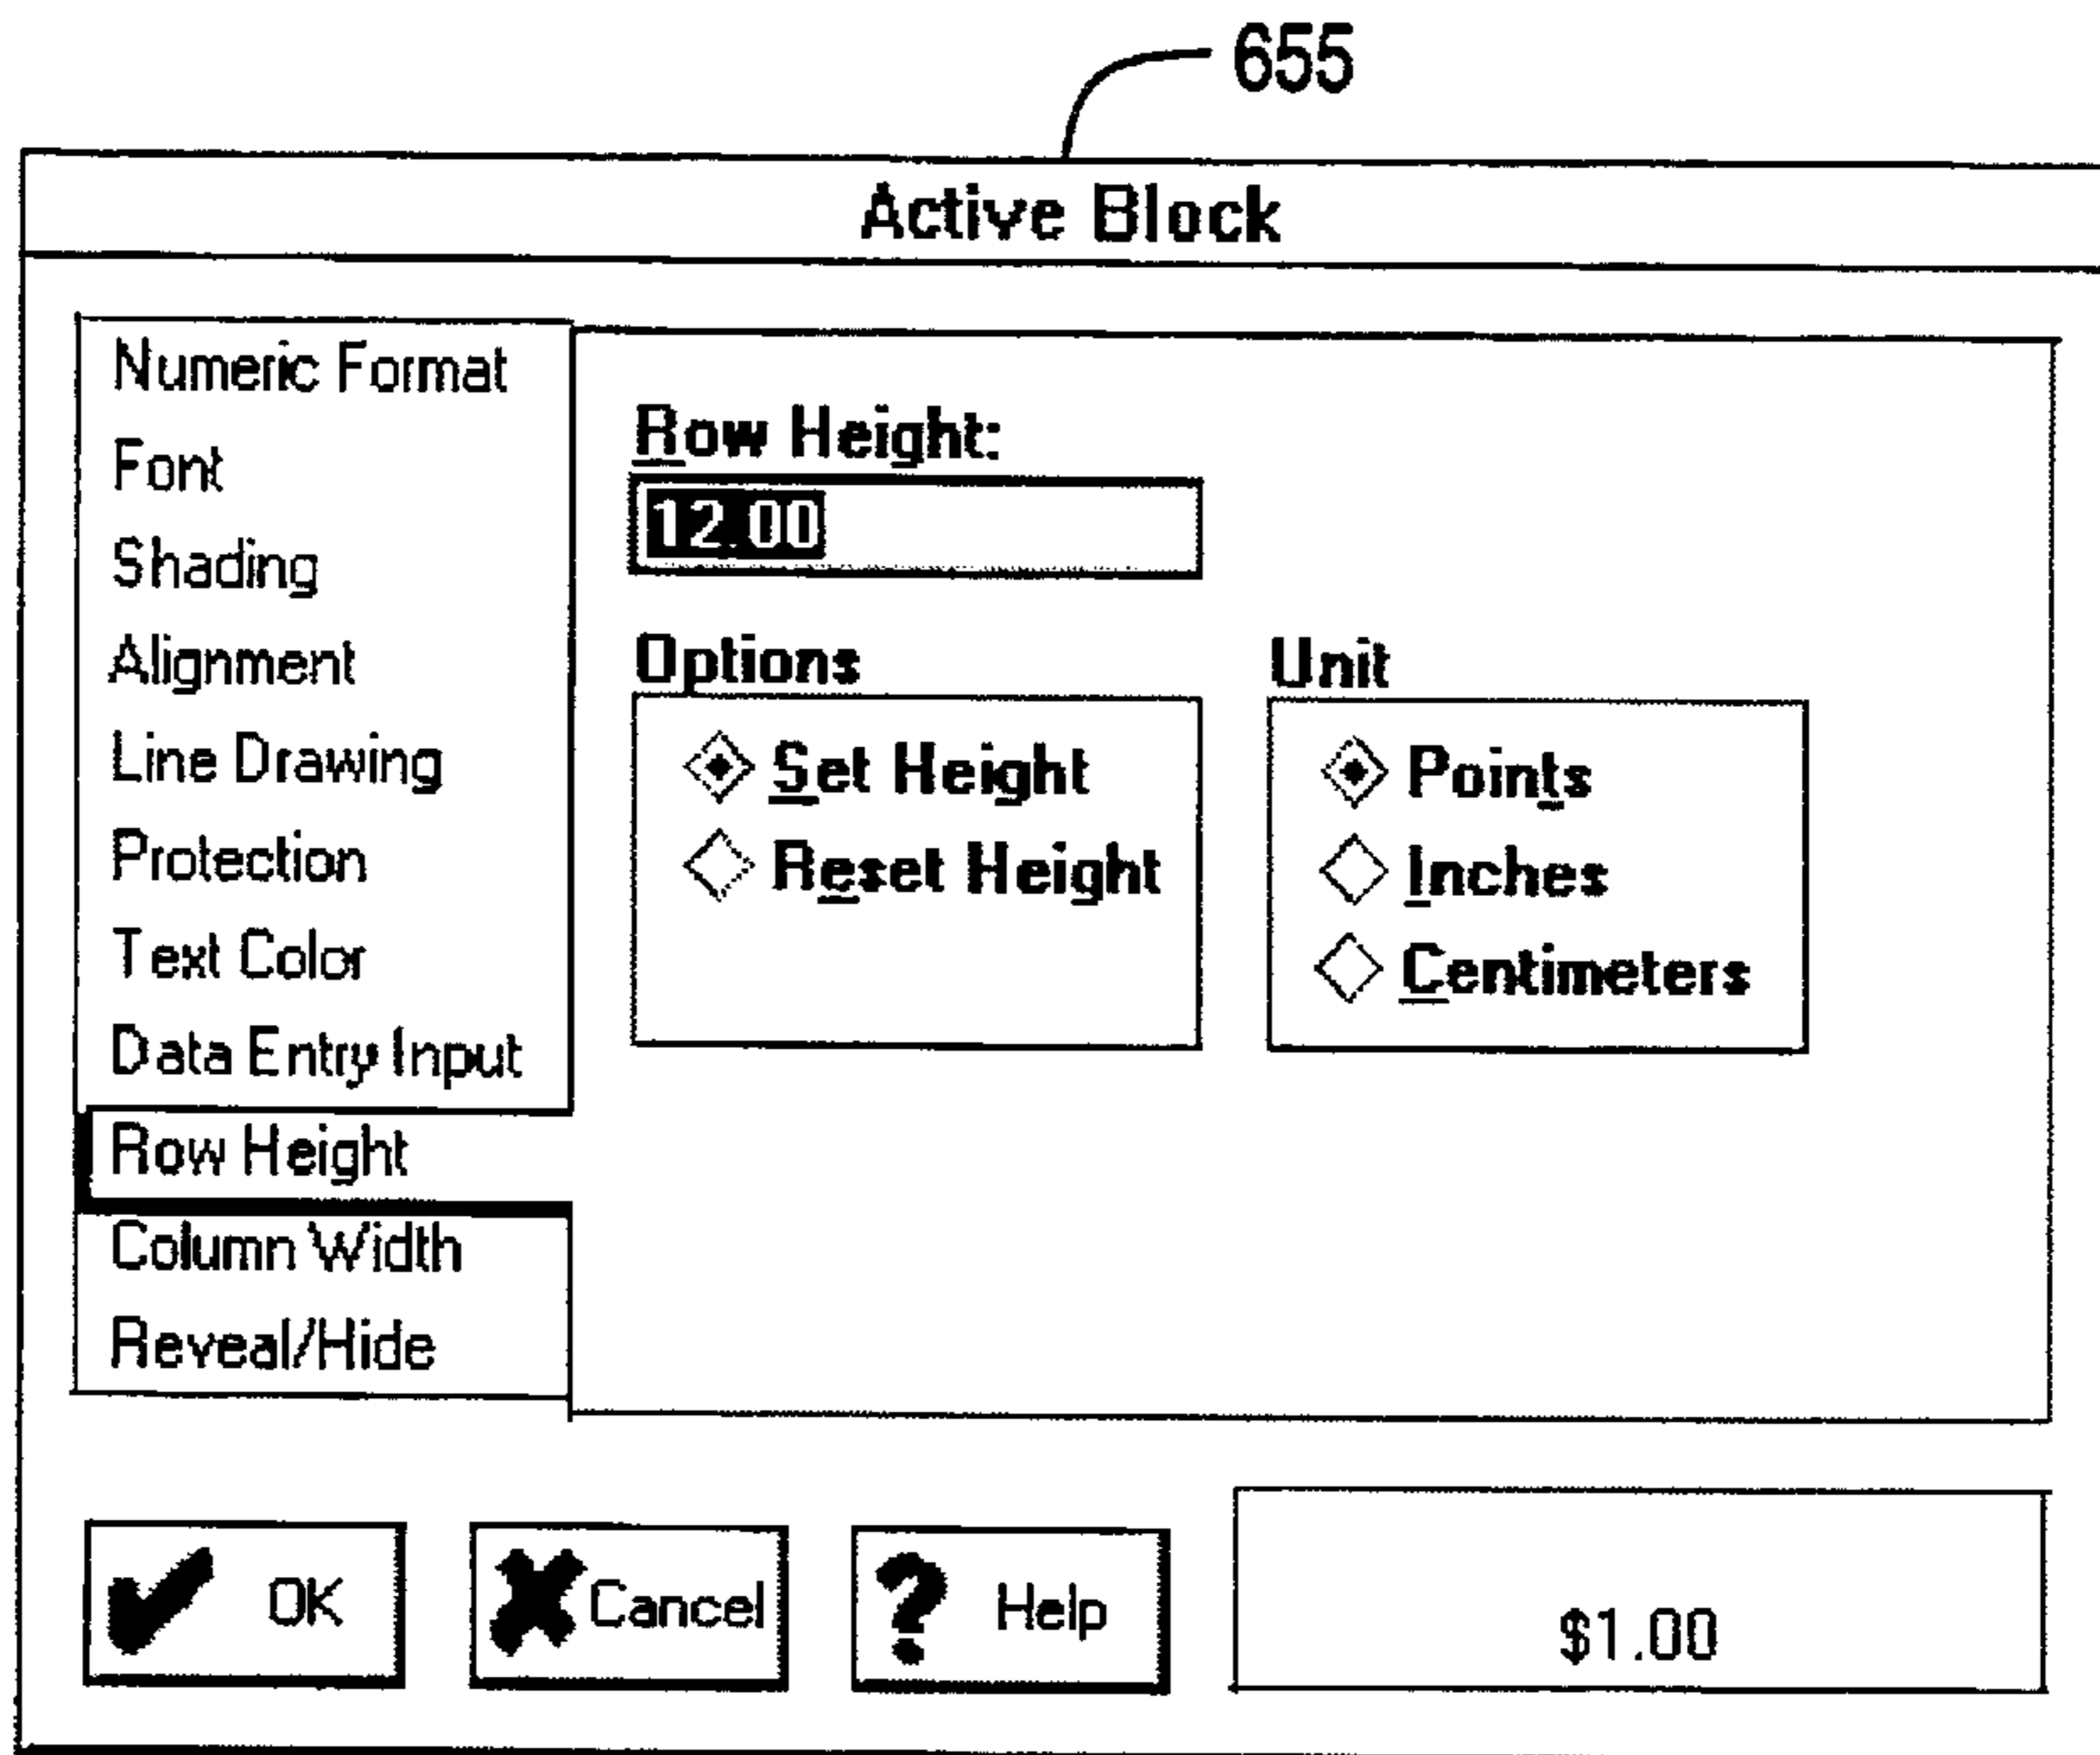 655
Active Block
Numeric Format
Font
Shading
Alignment
Line Drawing
Protection
Text Color
Data Entry Input
Row Height
Column Width
Reveal/Hide
Row Height:
12.00
Options
Set Height
Reset Height
Unit
Points
Inches
Centimeters
OK
Cancel
Help
$1.00